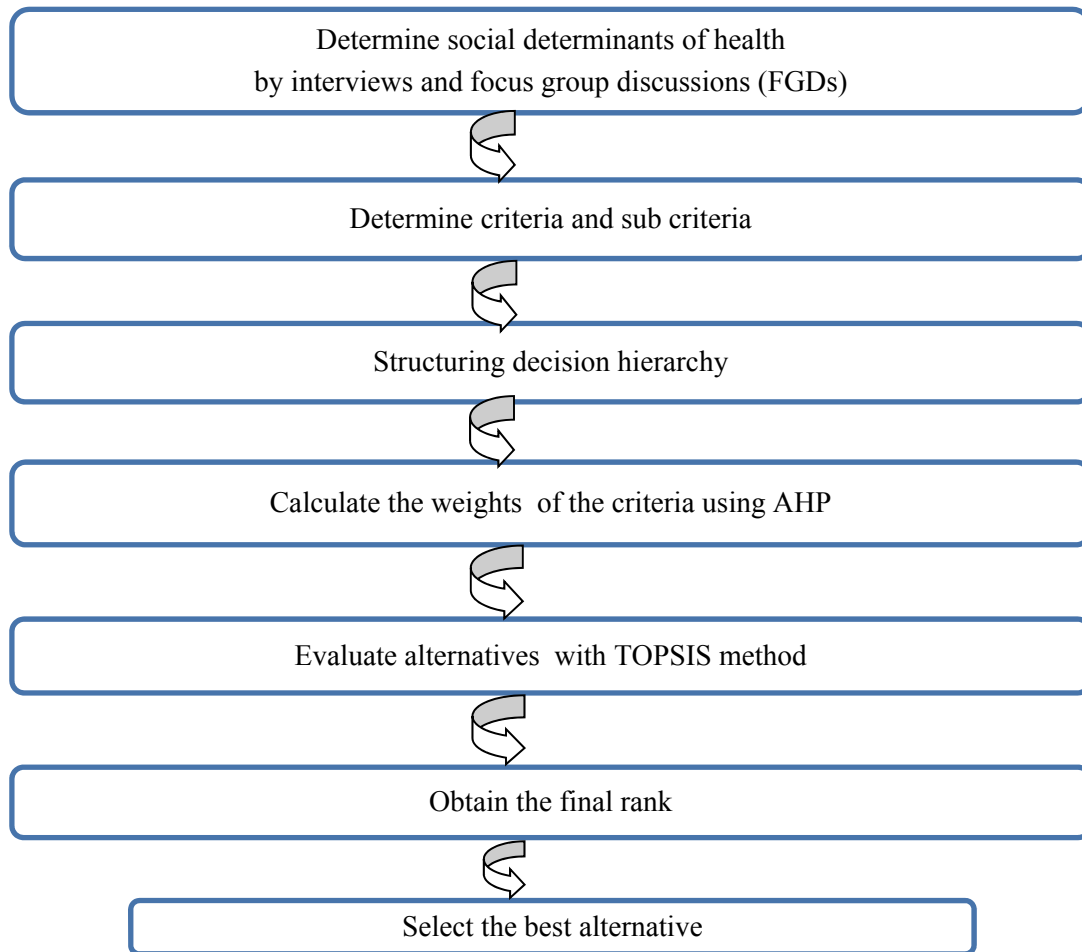 Determine social determinants of health
by interviews and focus group discussions (FGDs)
Determine criteria and sub criteria
Structuring decision hierarchy
Calculate the weights  of the criteria using AHP
Evaluate alternatives  with TOPSIS method
Obtain the final rank
Select the best alternative